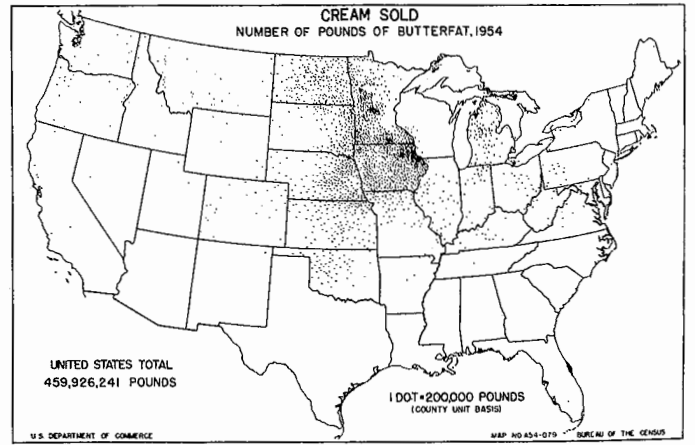 CREAM SOLD
NUMBER OF POUNDS OF BUTTERFAT, 1954
UNITED STATES TOTAL
459,926,241 POUNDS
1 DOT=200,000 POUNDS
(COUNTY UNIT BASIS)
U.S. DEPARTMENT OF COMMERCE
MAP NO A54-079
BUREAU OF THE CENSUS